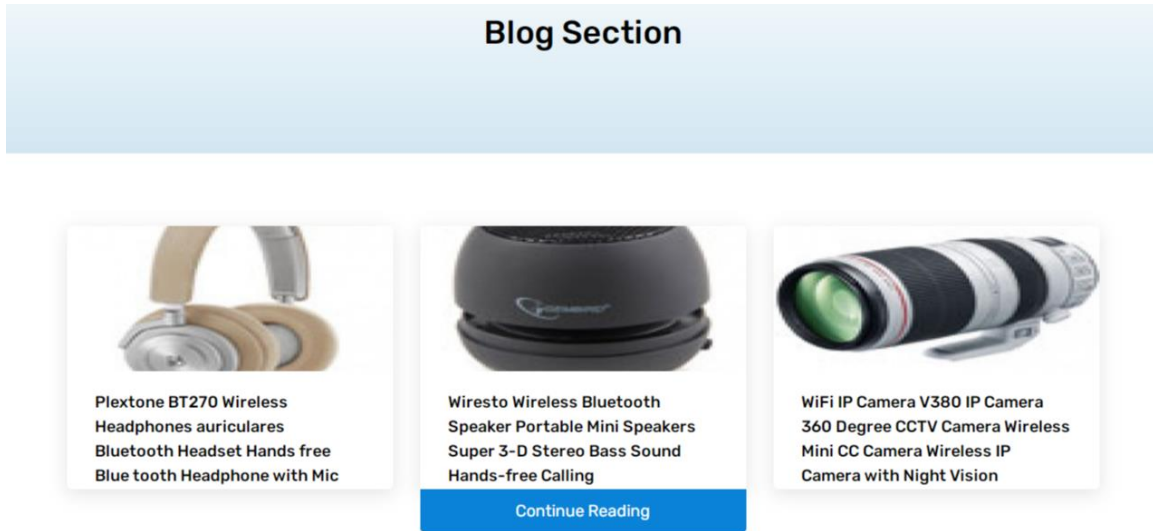 Blog Section
GEMBIRD
Plextone BT270 Wireless
Headphones auriculares
Bluetooth Headset Hands free
Blue tooth Headphone with Mic
Wiresto Wireless Bluetooth
Speaker Portable Mini Speakers
Super 3-D Stereo Bass Sound
Hands-free Calling
Continue Reading
WiFi IP Camera V380 IP Camera
360 Degree CCTV Camera Wireless
Mini CC Camera Wireless IP
Camera with Night Vision